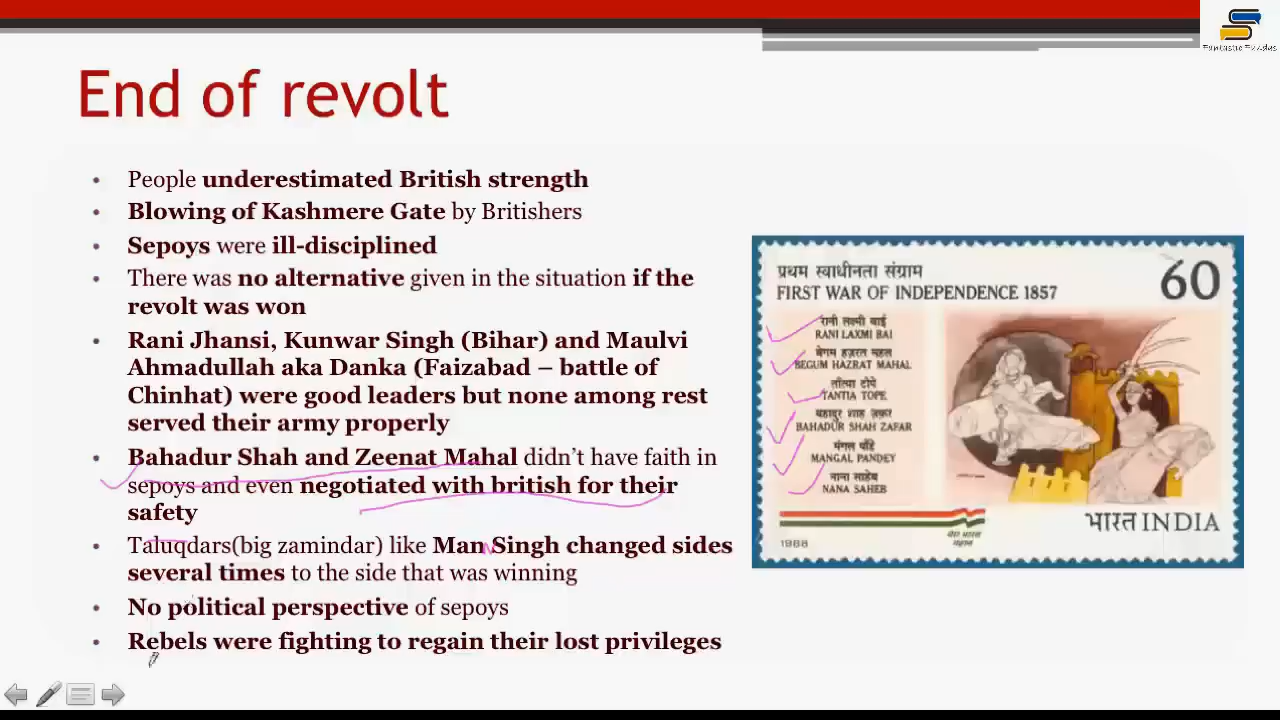 End of revolt
People underestimated British strength
Blowing of Kashmere Gate by Britishers
Sepoys were ill-disciplined
There was no alternative given in the situation if the
revolt was won
Rani Jhansi, Kunwar Singh (Bihar) and Maulvi
Ahmadullah aka Danka (Faizabad – battle of
Chinhat) were good leaders but none among rest
served their army properly
Bahadur Shah and Zeenat Mahal didn't have faith in
sepoys and even negotiated with british for their
safety
Taluqdars(big zamindar) like Man Singh changed sides
several times to the side that was winning
No political perspective of sepoys
Rebels were fighting to regain their lost privileges
प्रथम स्वाधीनता संग्राम
FIRST WAR OF INDEPENDENCE 1857
60
रानी लक्ष्मी बाई
RANI LAXMI BAI
बेगम हज़रत महल
BEGUM HAZRAT MAHAL
तांत्या टोपे
TANTIA TOPE
बहादुर शाह ज़फ़र
BAHADUR SHAH ZAFAR
मंगल पांडे
MANGAL PANDEY
नाना साहेब
NANA SAHEB
भारत INDIA
1988